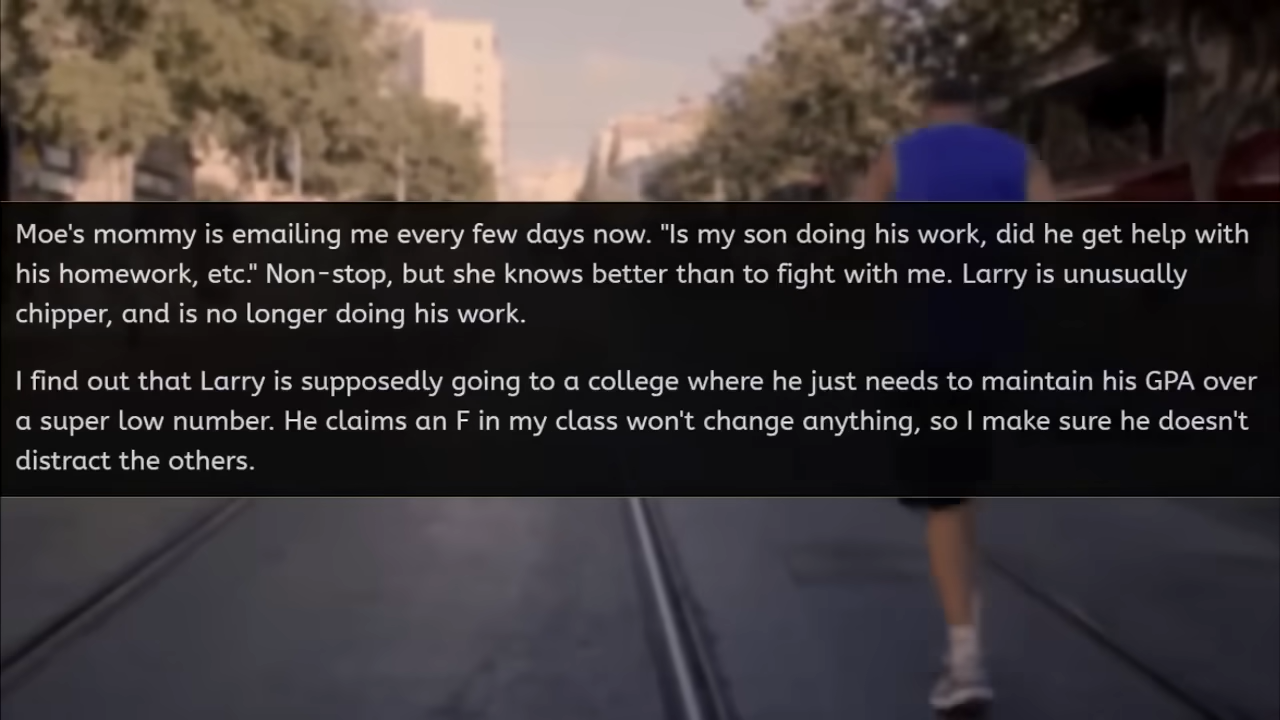 Moe's mommy is emailing me every few days now. "Is my son doing his work, did he get help with
his homework, etc." Non-stop, but she knows better than to fight with me. Larry is unusually
chipper, and is no longer doing his work.
I find out that Larry is supposedly going to a college where he just needs to maintain his GPA over
a super low number. He claims an F in my class won't change anything, so I make sure he doesn't
distract the others.